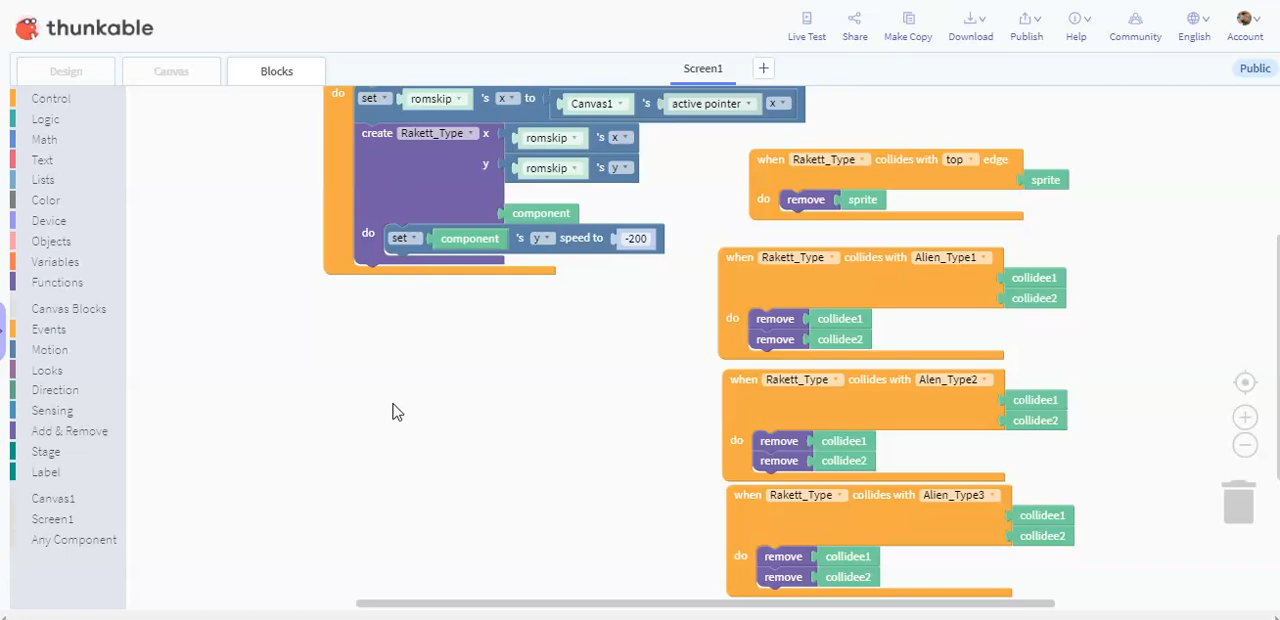 thunkable
Live Test
Share
Make Copy
Download
Publish
Help
Community
English
Account
Design
Canvas
Blocks
Screen1
+
Public
Control
Logic
Math
Text
Lists
Color
Device
Objects
Variables
Functions
Canvas Blocks
Events
Motion
Looks
Direction
Sensing
Add & Remove
Stage
Label
Canvas1
Screen1
Any Component
do set romskip 's x to Canvas1 's active pointer x
create Rakett_Type x romskip 's x
y romskip 's y
component
do set component 's y speed to -200
when Rakett_Type collides with top edge
sprite
do remove sprite
when Rakett_Type collides with Alien_Type1
collidee1
collidee2
do remove collidee1
remove collidee2
when Rakett_Type collides with Alen_Type2
collidee1
collidee2
do remove collidee1
remove collidee2
when Rakett_Type collides with Alien_Type3
collidee1
collidee2
do remove collidee1
remove collidee2